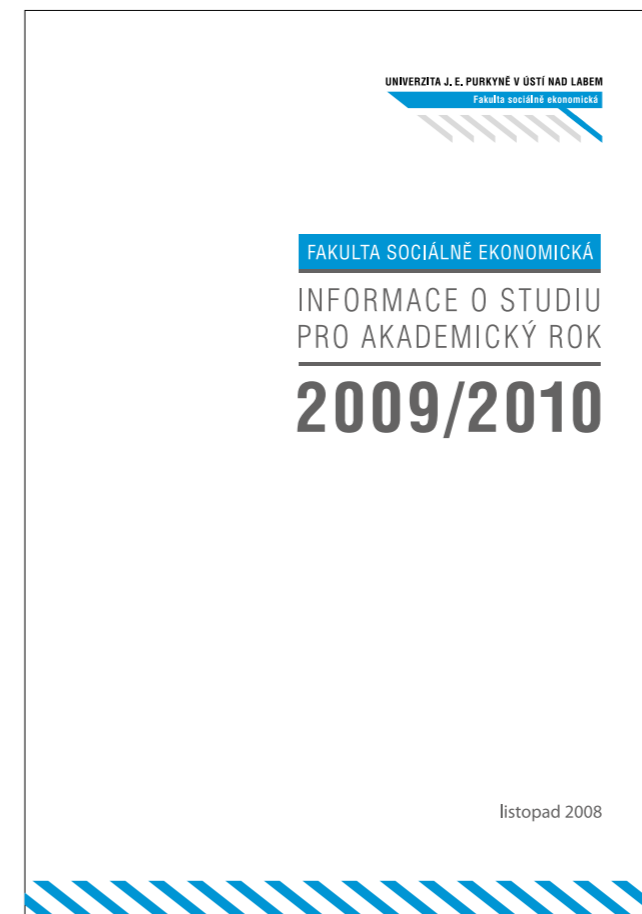 UNIVERZITA J. E. PURKYNĚ V ÚSTÍ NAD LABEM
Fakulta sociálně ekonomická
FAKULTA SOCIÁLNĚ EKONOMICKÁ
INFORMACE O STUDIU
PRO AKADEMICKÝ ROK
2009/2010
listopad 2008